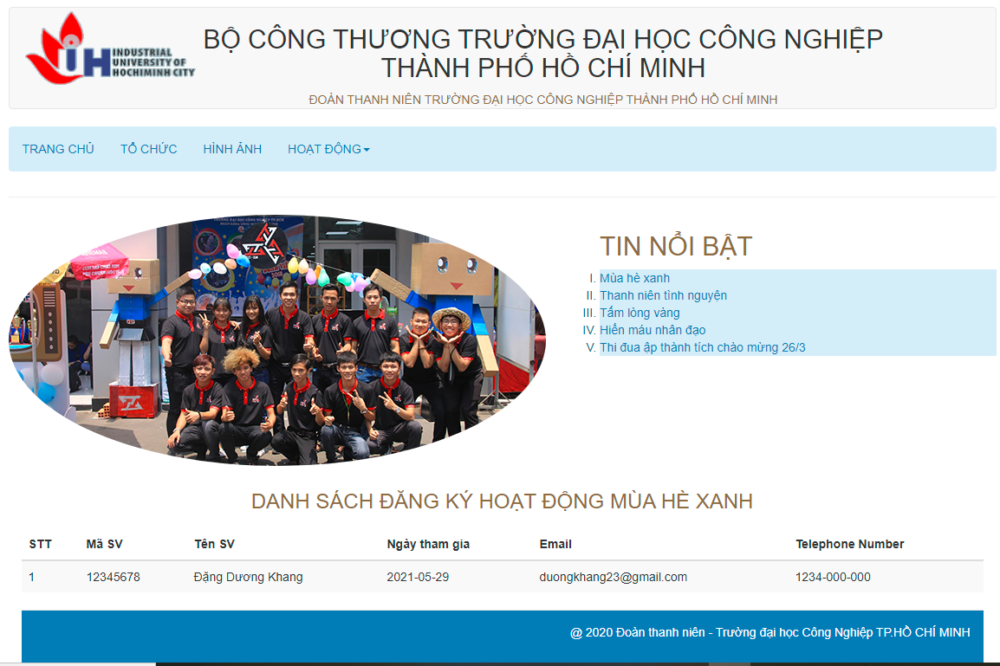 INDUSTRIAL
UNIVERSITY OF
HOCHIMINH CITY
BỘ CÔNG THƯƠNG TRƯỜNG ĐẠI HỌC CÔNG NGHIỆP
THÀNH PHỐ HỒ CHÍ MINH
ĐOÀN THANH NIÊN TRƯỜNG ĐẠI HỌC CÔNG NGHIỆP THÀNH PHỐ HỒ CHÍ MINH
TRANG CHỦ TỔ CHỨC HÌNH ẢNH HOẠT ĐỘNG
TIN NỔI BẬT
I. Mùa hè xanh
II. Thanh niên tình nguyện
III. Tấm lòng vàng
IV. Hiến máu nhân đạo
V. Thi đua ập thành tích chào mừng 26/3
DANH SÁCH ĐĂNG KÝ HOẠT ĐỘNG MÙA HÈ XANH
STT Mã SV Tên SV Ngày tham gia Email Telephone Number
1 12345678 Đặng Dương Khang 2021-05-29 duongkhang23@gmail.com 1234-000-000
@ 2020 Đoàn thanh niên - Trường đại học Công Nghiệp TP.HỒ CHÍ MINH